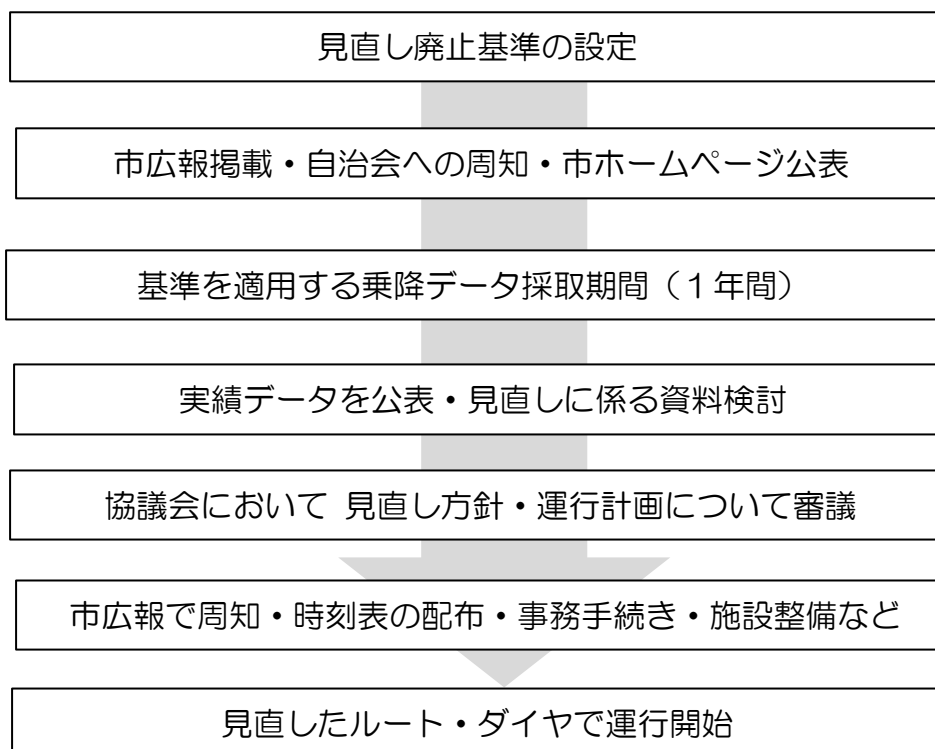 見直し廃止基準の設定
市広報掲載・自治会への周知・市ホームページ公表
基準を適用する乗降データ採取期間（１年間）
実績データを公表・見直しに係る資料検討
協議会において 見直し方針・運行計画について審議
市広報で周知・時刻表の配布・事務手続き・施設整備など
見直したルート・ダイヤで運行開始